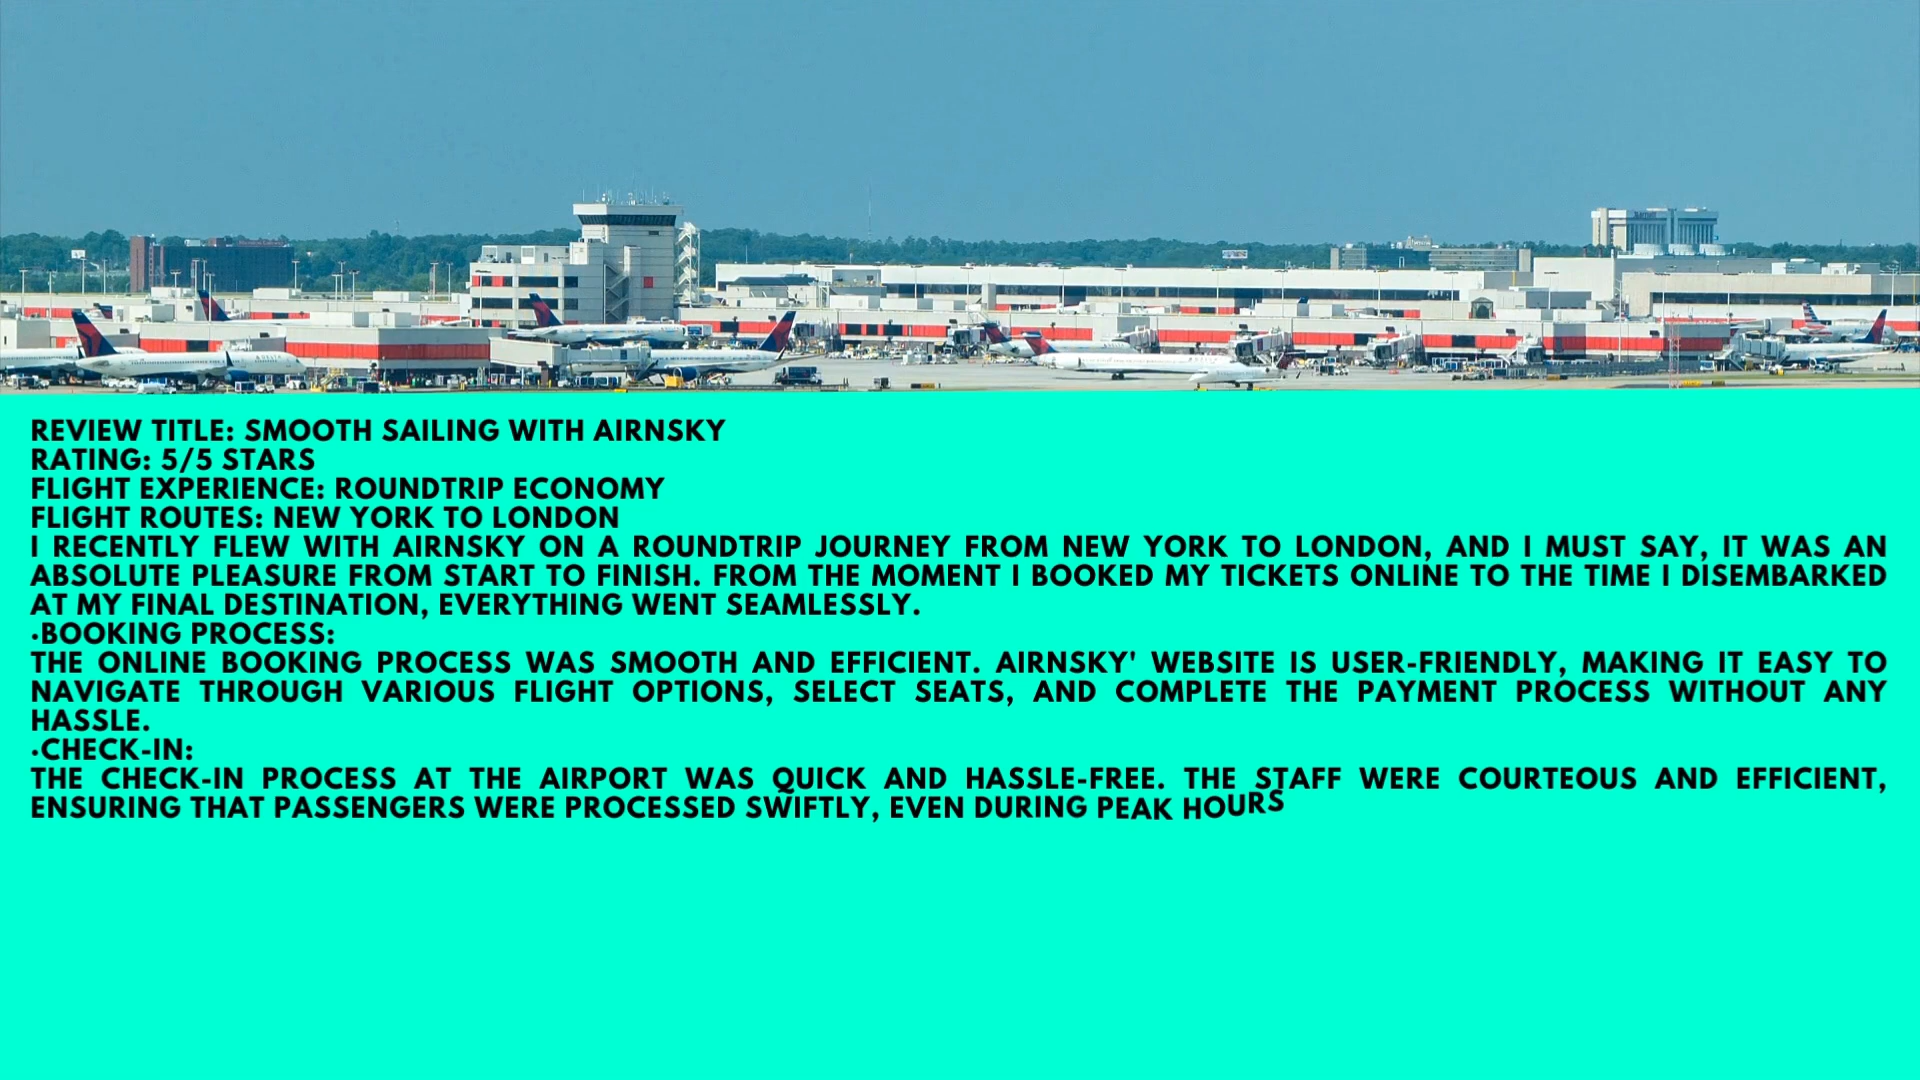 REVIEW TITLE: SMOOTH SAILING WITH AIRNSKY
RATING: 5/5 STARS
FLIGHT EXPERIENCE: ROUNDTRIP ECONOMY
FLIGHT ROUTES: NEW YORK TO LONDON
I RECENTLY FLEW WITH AIRNSKY ON A ROUNDTRIP JOURNEY FROM NEW YORK TO LONDON, AND I MUST SAY, IT WAS AN
ABSOLUTE PLEASURE FROM START TO FINISH. FROM THE MOMENT I BOOKED MY TICKETS ONLINE TO THE TIME I DISEMBARKED
AT MY FINAL DESTINATION, EVERYTHING WENT SEAMLESSLY.
·BOOKING PROCESS:
THE ONLINE BOOKING PROCESS WAS SMOOTH AND EFFICIENT. AIRNSKY' WEBSITE IS USER-FRIENDLY, MAKING IT EASY TO
NAVIGATE THROUGH VARIOUS FLIGHT OPTIONS, SELECT SEATS, AND COMPLETE THE PAYMENT PROCESS WITHOUT ANY
HASSLE.
·CHECK-IN:
THE CHECK-IN PROCESS AT THE AIRPORT WAS QUICK AND HASSLE-FREE. THE STAFF WERE COURTEOUS AND EFFICIENT,
ENSURING THAT PASSENGERS WERE PROCESSED SWIFTLY, EVEN DURING PEAK HOURS